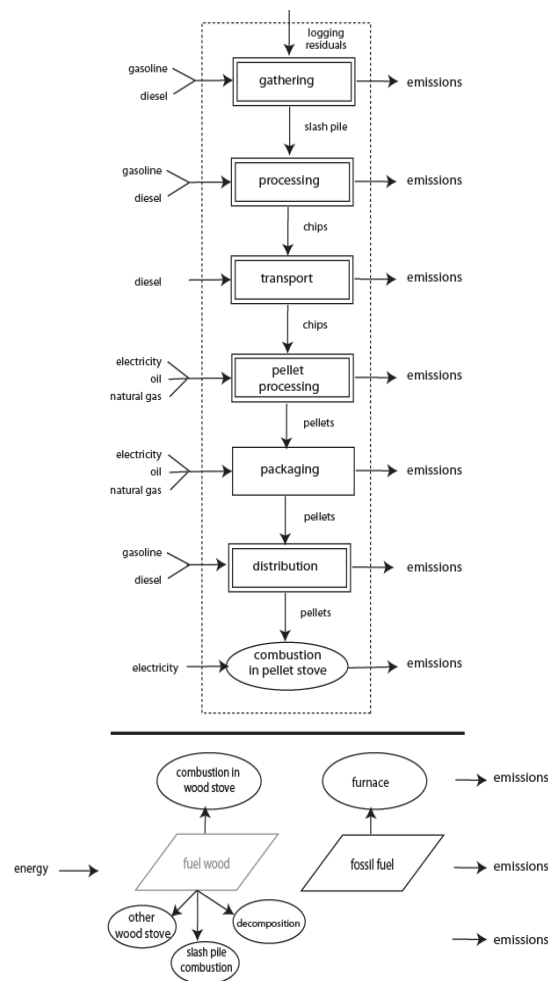 logging
residuals
gasoline
diesel
gathering
emissions
slash pile
gasoline
diesel
processing
emissions
chips
diesel
transport
emissions
chips
electricity
oil
natural gas
pellet
processing
emissions
pellets
electricity
oil
natural gas
packaging
emissions
pellets
gasoline
diesel
distribution
emissions
pellets
electricity
combustion
in pellet stove
emissions
combustion in
wood stove
furnace
emissions
energy
fuel wood
fossil fuel
emissions
other
wood stove
decomposition
slash pile
combustion
emissions